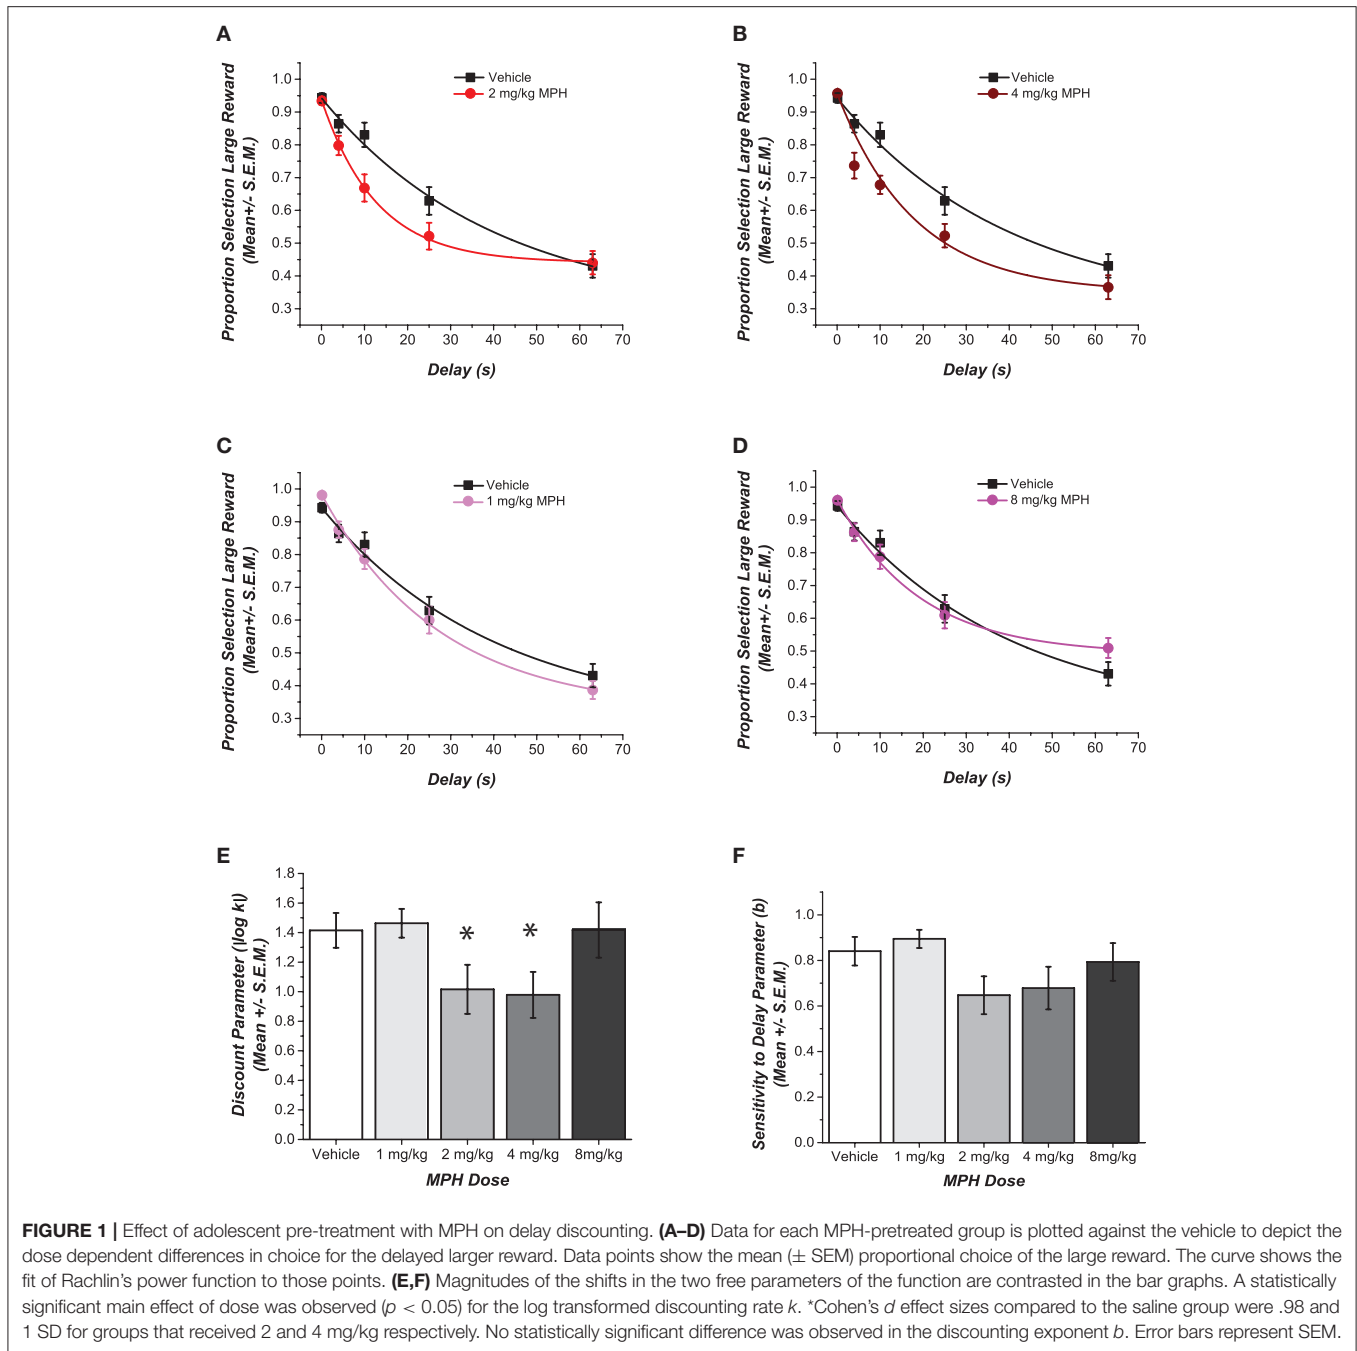 A
Proportion Selection Large Reward
(Mean+/- S.E.M.)
1.0
0.9
0.8
0.7
0.6
0.5
0.4
0.3
Vehicle
2 mg/kg MPH
0 10 20 30 40 50 60 70
Delay (s)
B
Proportion Selection Large Reward
(Mean+/- S.E.M.)
1.0
0.9
0.8
0.7
0.6
0.5
0.4
0.3
Vehicle
4 mg/kg MPH
0 10 20 30 40 50 60 70
Delay (s)
C
Proportion Selection Large Reward
(Mean+/- S.E.M.)
1.0
0.9
0.8
0.7
0.6
0.5
0.4
0.3
Vehicle
1 mg/kg MPH
0 10 20 30 40 50 60 70
Delay (s)
D
Proportion Selection Large Reward
(Mean+/- S.E.M.)
1.0
0.9
0.8
0.7
0.6
0.5
0.4
0.3
Vehicle
8 mg/kg MPH
0 10 20 30 40 50 60 70
Delay (s)
E
Discount Parameter (|log k|)
(Mean +/- S.E.M.)
1.8
1.6
1.4
1.2
1.0
0.8
0.6
0.4
0.2
0.0
* *
Vehicle 1 mg/kg 2 mg/kg 4 mg/kg 8mg/kg
MPH Dose
F
Sensitivity to Delay Parameter (b)
(Mean +/- S.E.M.)
1.0
0.8
0.6
0.4
0.2
0.0
Vehicle 1 mg/kg 2 mg/kg 4 mg/kg 8mg/kg
MPH Dose
FIGURE 1 | Effect of adolescent pre-treatment with MPH on delay discounting. (A–D) Data for each MPH-pretreated group is plotted against the vehicle to depict the
dose dependent differences in choice for the delayed larger reward. Data points show the mean (± SEM) proportional choice of the large reward. The curve shows the
fit of Rachlin's power function to those points. (E,F) Magnitudes of the shifts in the two free parameters of the function are contrasted in the bar graphs. A statistically
significant main effect of dose was observed (p < 0.05) for the log transformed discounting rate k. *Cohen's d effect sizes compared to the saline group were .98 and
1 SD for groups that received 2 and 4 mg/kg respectively. No statistically significant difference was observed in the discounting exponent b. Error bars represent SEM.